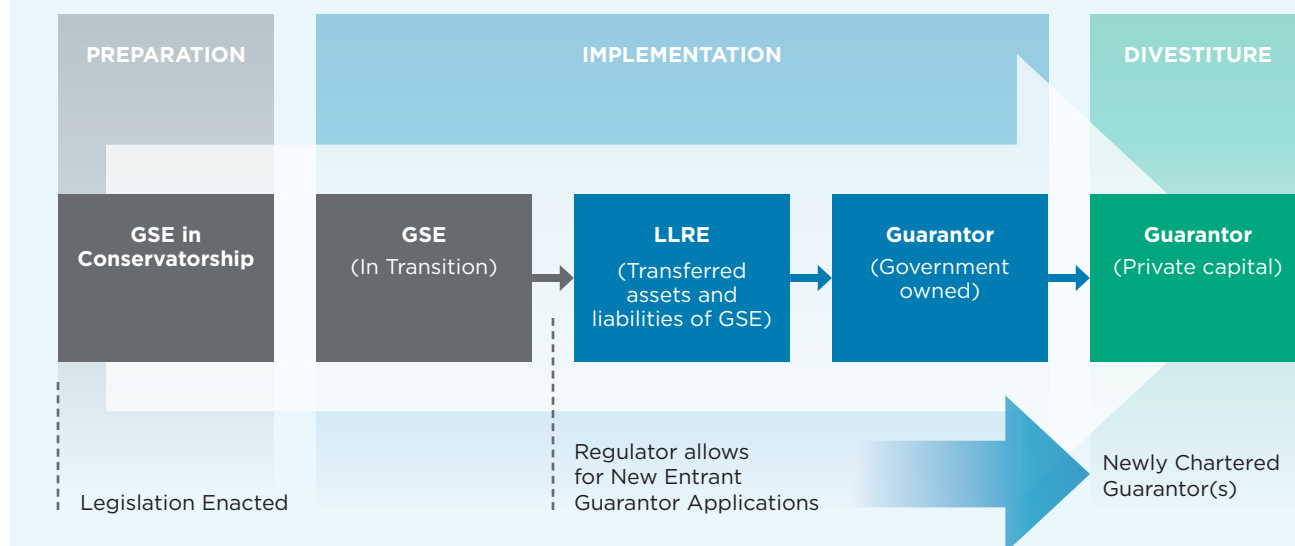 PREPARATION
IMPLEMENTATION
DIVESTITURE
GSE in
Conservatorship
GSE
(In Transition)
LLRE
(Transferred
assets and
liabilities of GSE)
Guarantor
(Government
owned)
Guarantor
(Private capital)
Legislation Enacted
Regulator allows
for New Entrant
Guarantor Applications
Newly Chartered
Guarantor(s)